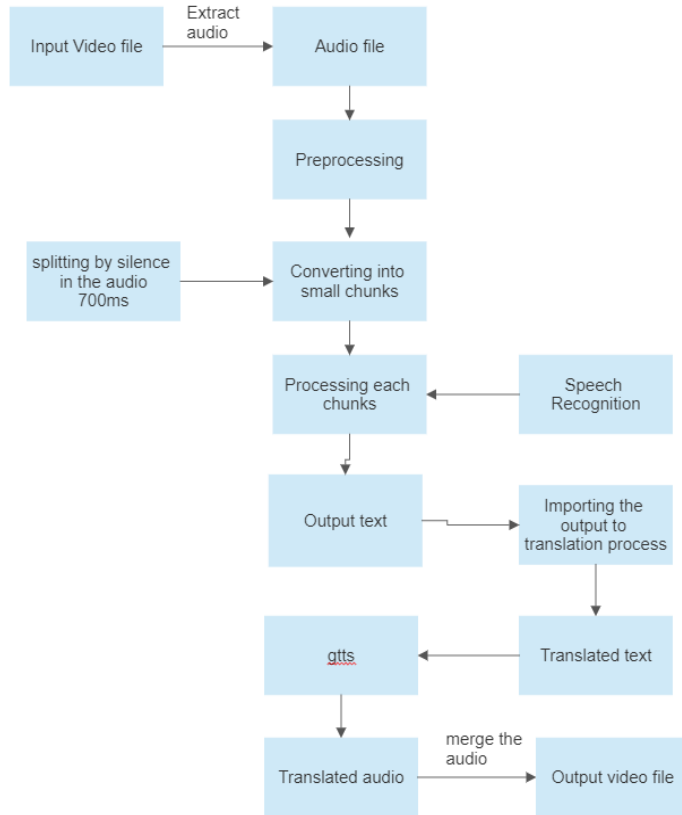 Input Video file
Extract
audio
Audio file
Preprocessing
splitting by silence
in the audio
700ms
Converting into
small chunks
Processing each
chunks
Speech
Recognition
Output text
Importing the
output to
translation process
Translated text
gtts
Translated audio
merge the
audio
Output video file